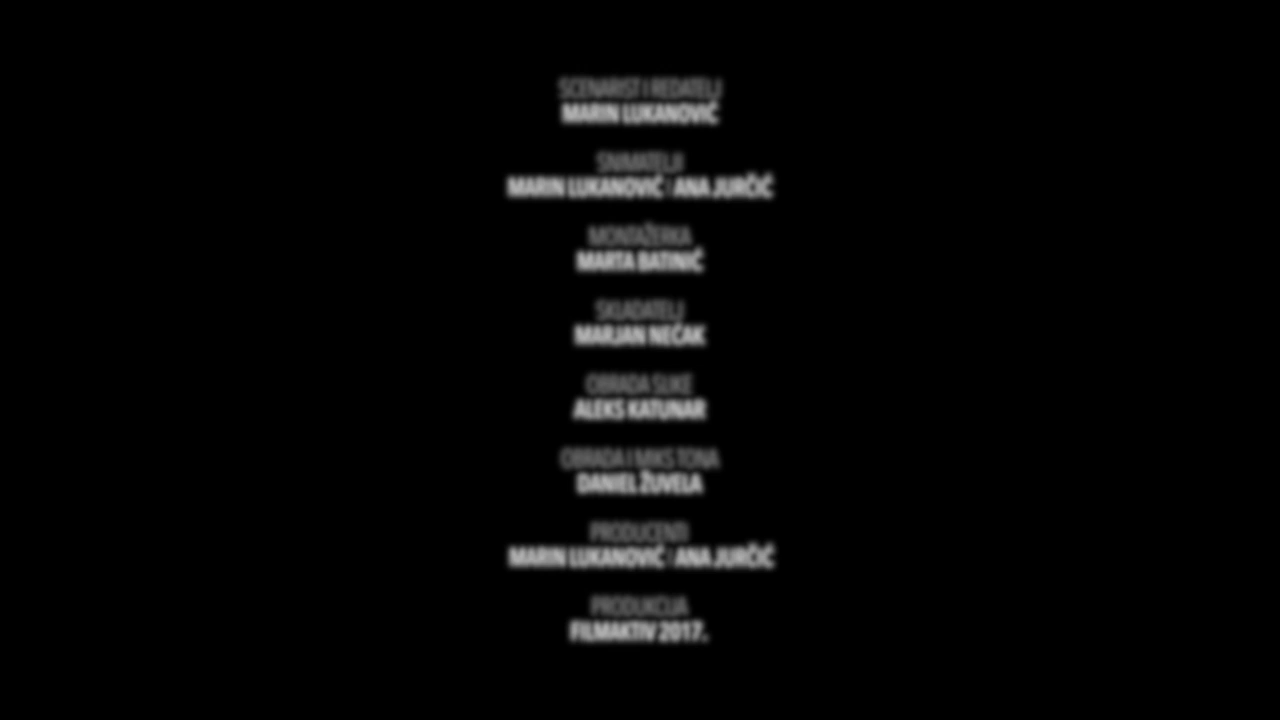 SCENARIST I REDATELJ
MARIN LUKANOVIĆ
SNIMATELJI
MARIN LUKANOVIĆ I ANA JURČIĆ
MONTAŽERKA
MARTA BATINIĆ
SKLADATELJ
MARJAN NEĆAK
OBRADA SLIKE
ALEKS KATUNAR
OBRADA I MIKS TONA
DANIEL ŽUVELA
PRODUCENTI
MARIN LUKANOVIĆ I ANA JURČIĆ
PRODUKCIJA
FILMAKTIV 2017.